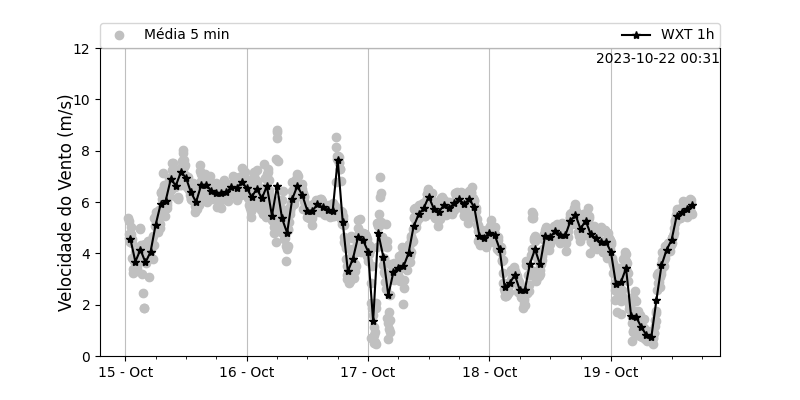 Média 5 min
WXT 1h
2023-10-22 00:31
Velocidade do Vento (m/s)
12
10
8
6
4
2
0
15 - Oct
16 - Oct
17 - Oct
18 - Oct
19 - Oct